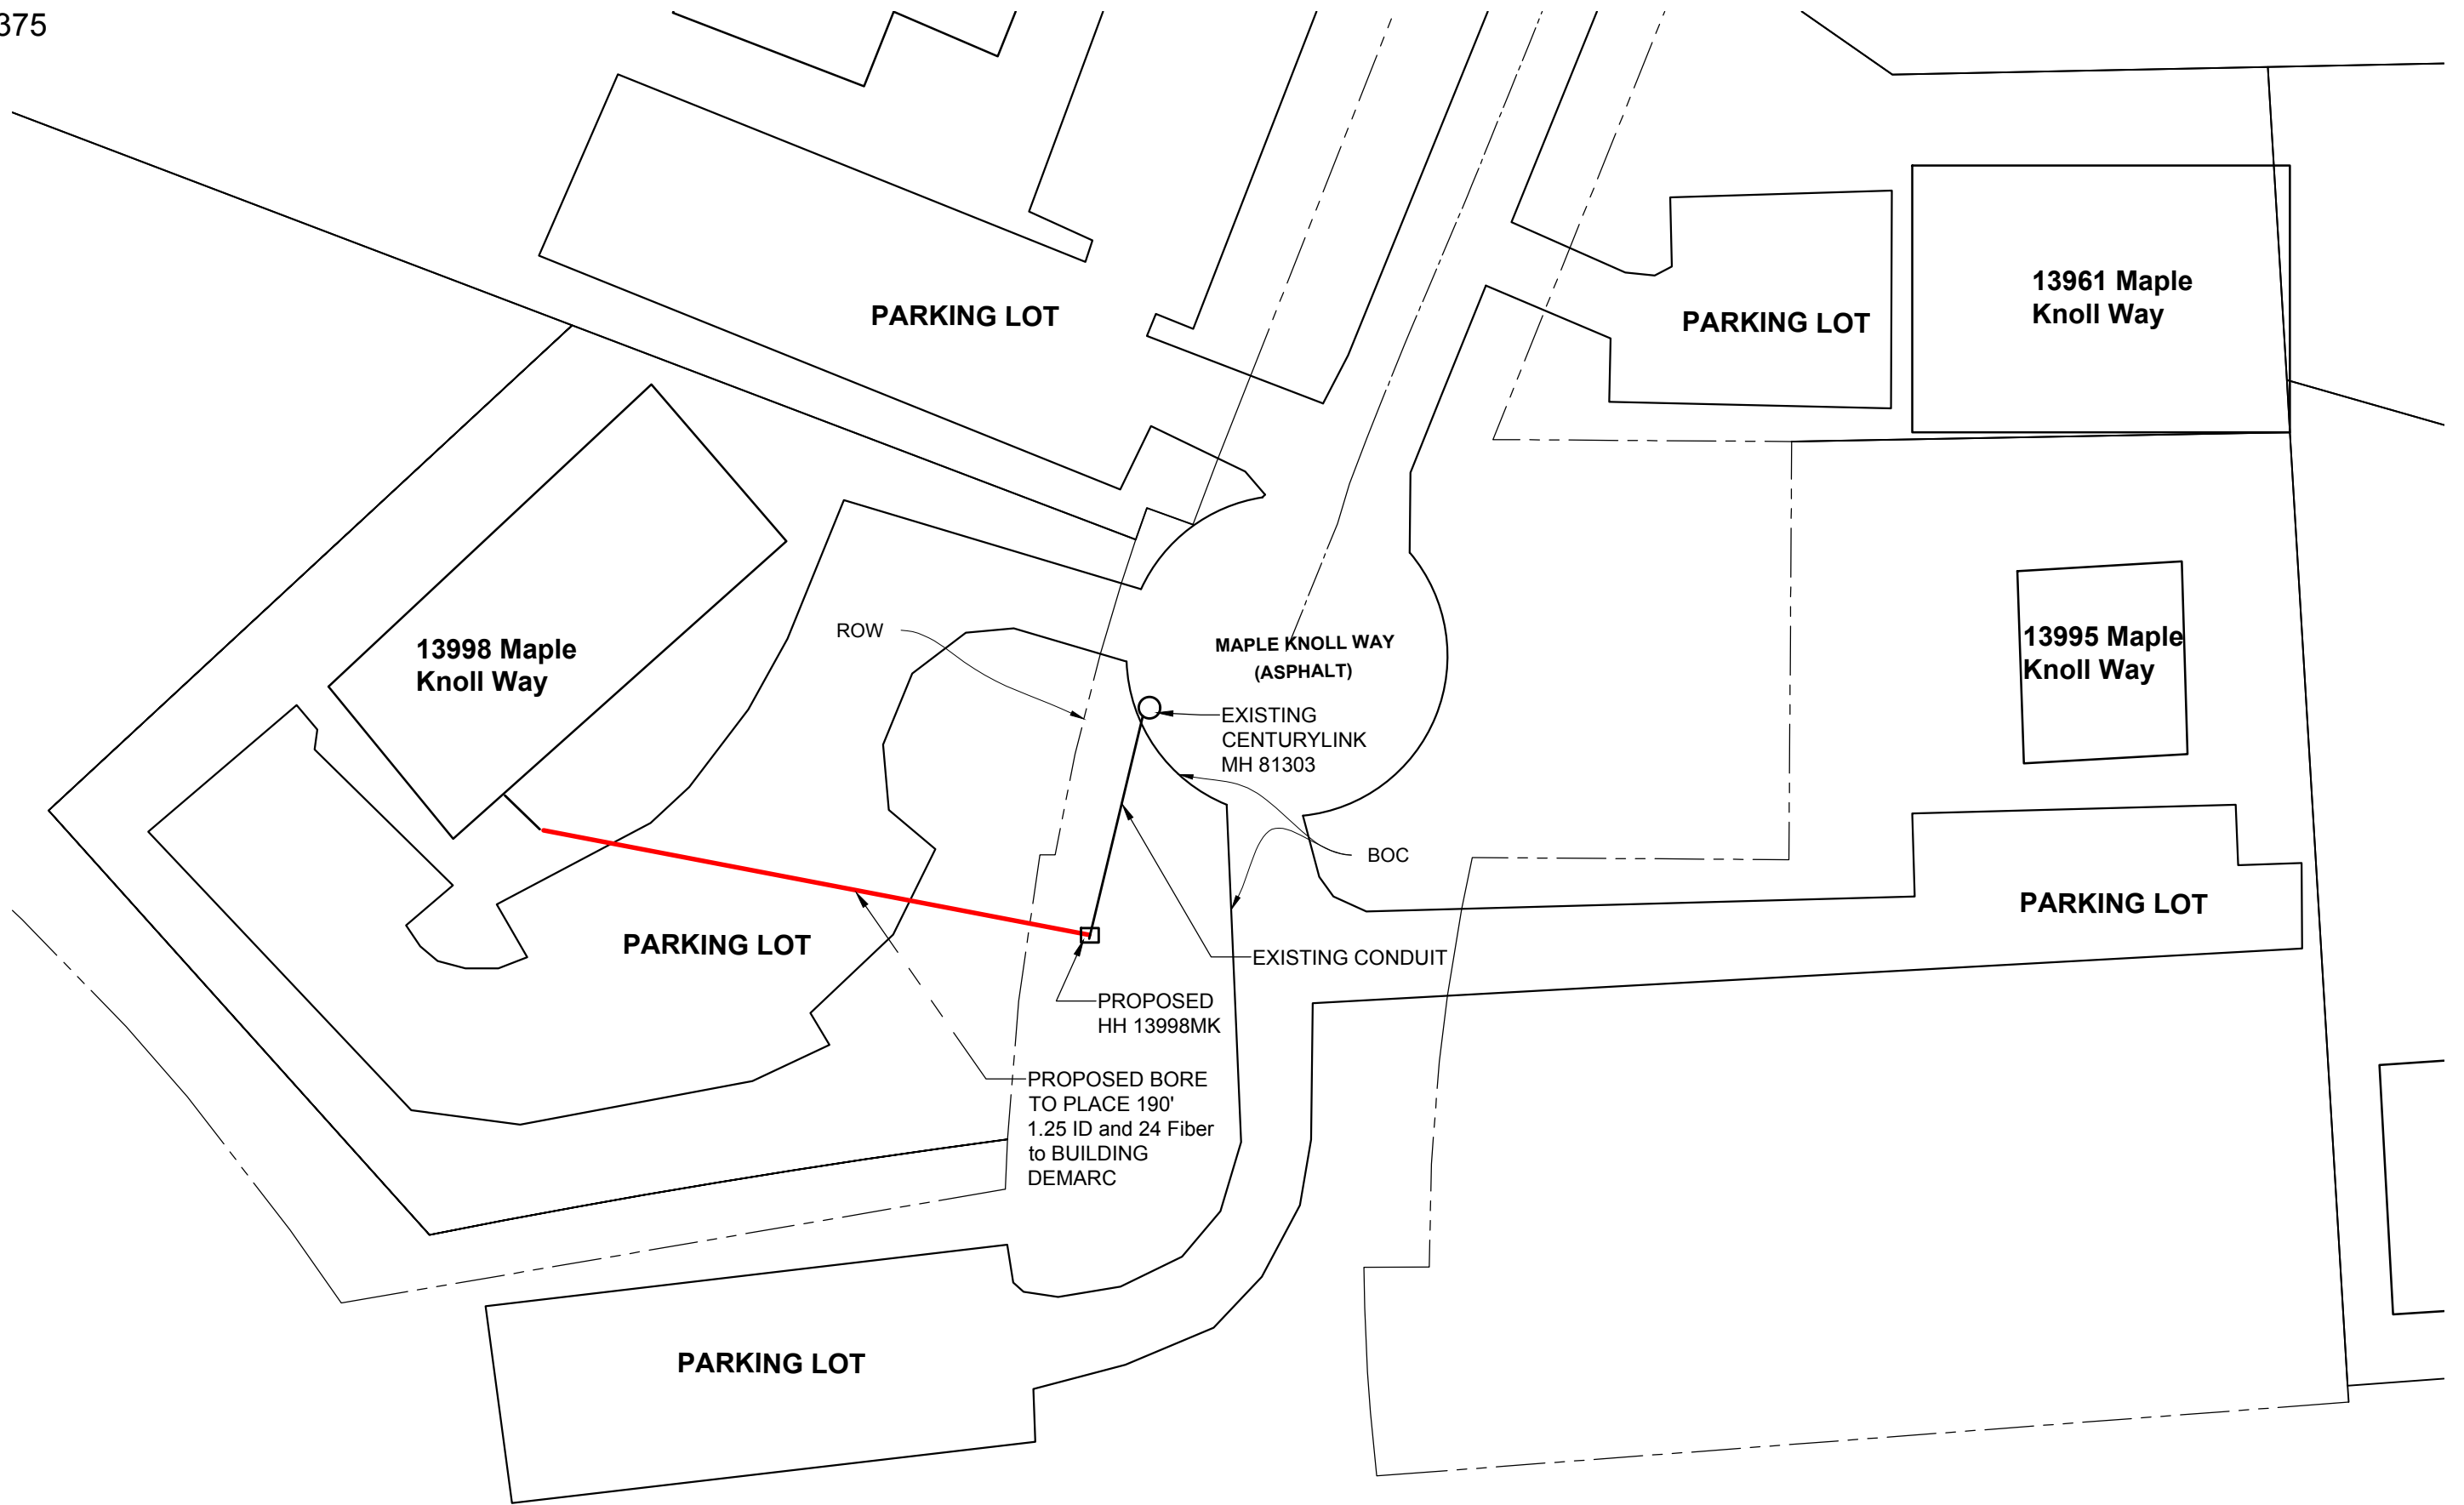 375
PARKING LOT
PARKING LOT
13961 Maple
Knoll Way
13998 Maple
Knoll Way
ROW
MAPLE KNOLL WAY
(ASPHALT)
13995 Maple
Knoll Way
EXISTING
CENTURYLINK
MH 81303
BOC
PARKING LOT
PARKING LOT
EXISTING CONDUIT
PROPOSED
HH 13998MK
PROPOSED BORE
TO PLACE 190'
1.25 ID and 24 Fiber
to BUILDING
DEMARC
PARKING LOT